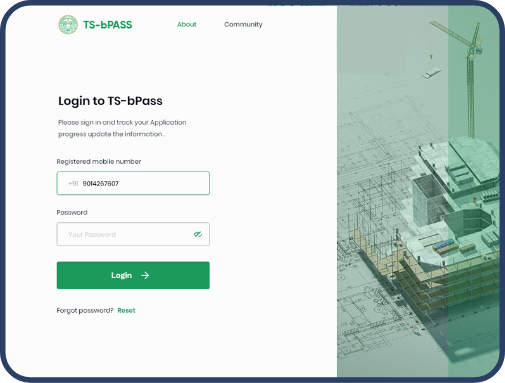 TS-bPASS
About
Community
Login to TS-bPass
Please sign in and track your Application
progress update the information .
Registered mobile number
+91 9014267607
Password
Your Password
Login →
Forgot password? Reset